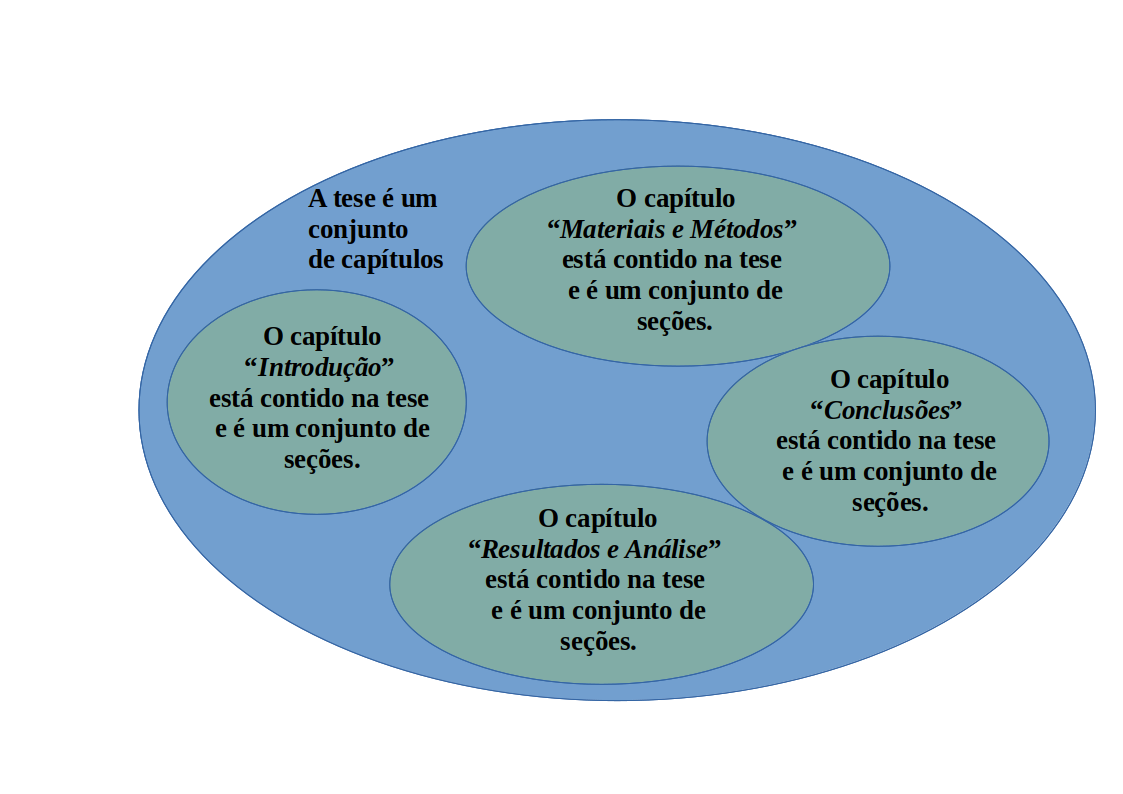 A tese é um
conjunto
de capítulos
O capítulo
“Materiais e Métodos”
está contido na tese
e é um conjunto de
seções.
O capítulo
“Introdução”
está contido na tese
e é um conjunto de
seções.
O capítulo
“Conclusões”
está contido na tese
e é um conjunto de
seções.
O capítulo
“Resultados e Análise”
está contido na tese
e é um conjunto de
seções.